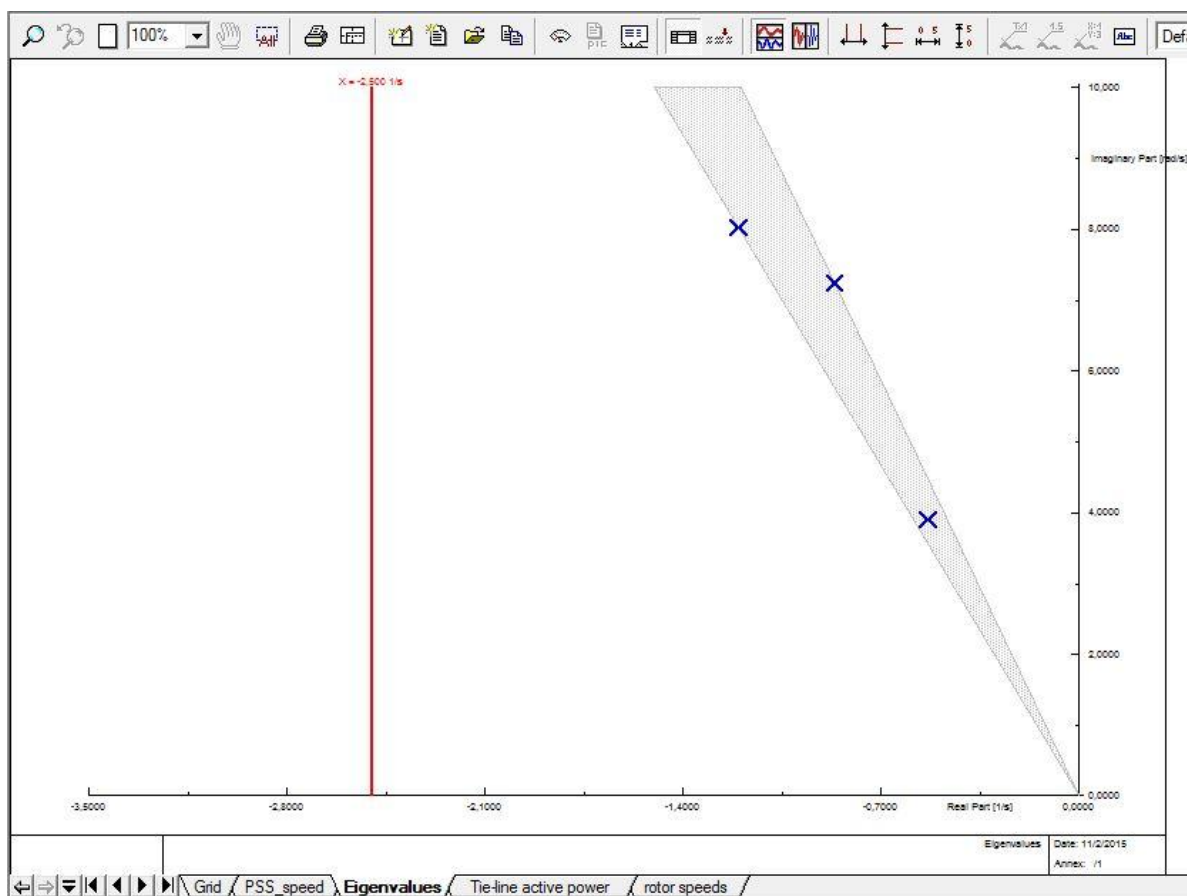 100%
Defa
X = -2,500 1/s
10,000
Imaginary Part [rad/s]
8,0000
6,0000
4,0000
2,0000
0,0000
-3,5000 -2,8000 -2,1000 -1,4000 -0,7000 Real Part [1/s] 0,0000
Eigenvalues Date: 11/2/2015
Annex: /1
Grid PSS_speed Eigenvalues Tie-line active power rotor speeds